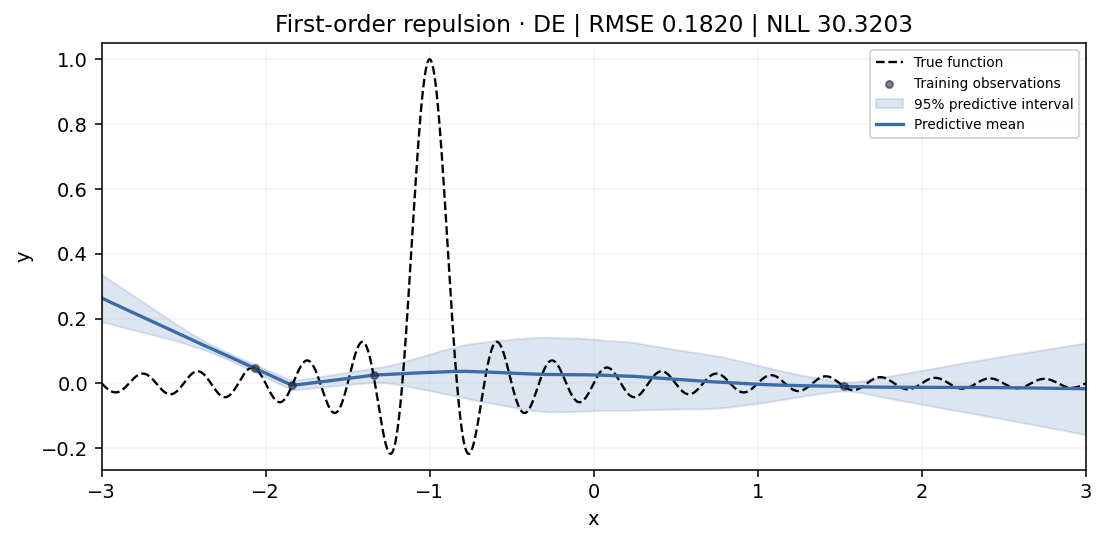 First-order repulsion · DE | RMSE 0.1820 | NLL 30.3203
True function
Training observations
95% predictive interval
Predictive mean
y
1.0
0.8
0.6
0.4
0.2
0.0
−0.2
−3
−2
−1
0
1
2
3
x